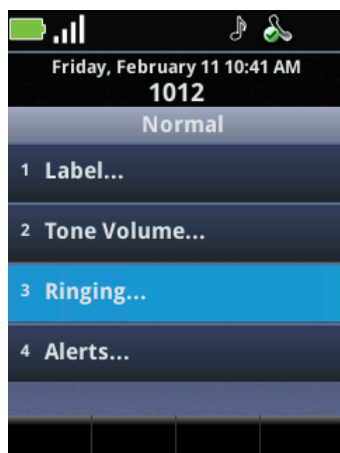 Friday, February 11 10:41 AM
1012
Normal
1 Label...
2 Tone Volume...
3 Ringing...
4 Alerts...